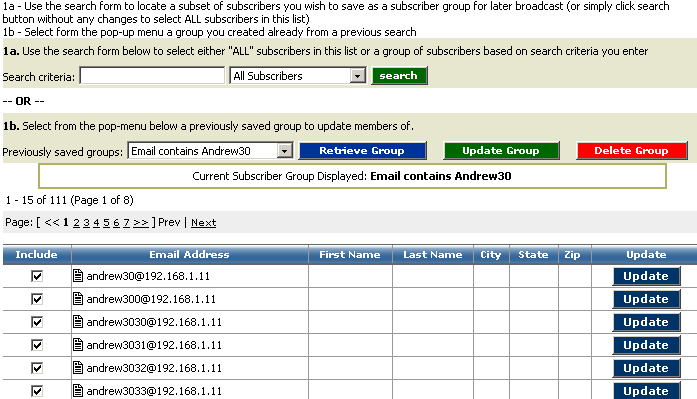 1a - Use the search form to locate a subset of subscribers you wish to save as a subscriber group for later broadcast (or simply click search
button without any changes to select ALL subscribers in this list)
1b - Select form the pop-up menu a group you created already from a previous search
1a. Use the search form below to select either "ALL" subscribers in this list or a group of subscribers based on search criteria you enter
Search criteria: All Subscribers search
-- OR --
1b. Select from the pop-menu below a previously saved group to update members of.
Previously saved groups: Email contains Andrew30 Retrieve Group Update Group Delete Group
Current Subscriber Group Displayed: Email contains Andrew30
1 - 15 of 111 (Page 1 of 8)
Page: [ << 1 2 3 4 5 6 7 >> ] Prev | Next
Include Email Address First Name Last Name City State Zip Update
andrew30@192.168.1.11 Update
andrew300@192.168.1.11 Update
andrew3030@192.168.1.11 Update
andrew3031@192.168.1.11 Update
andrew3032@192.168.1.11 Update
andrew3033@192.168.1.11 Update